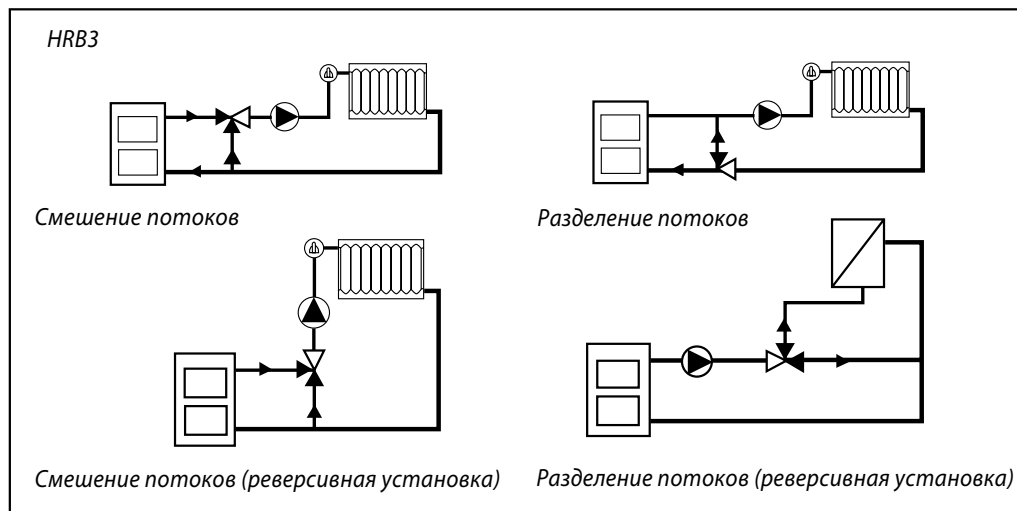 HRB3
Смешение потоков
Разделение потоков
Смешение потоков (реверсивная установка)
Разделение потоков (реверсивная установка)